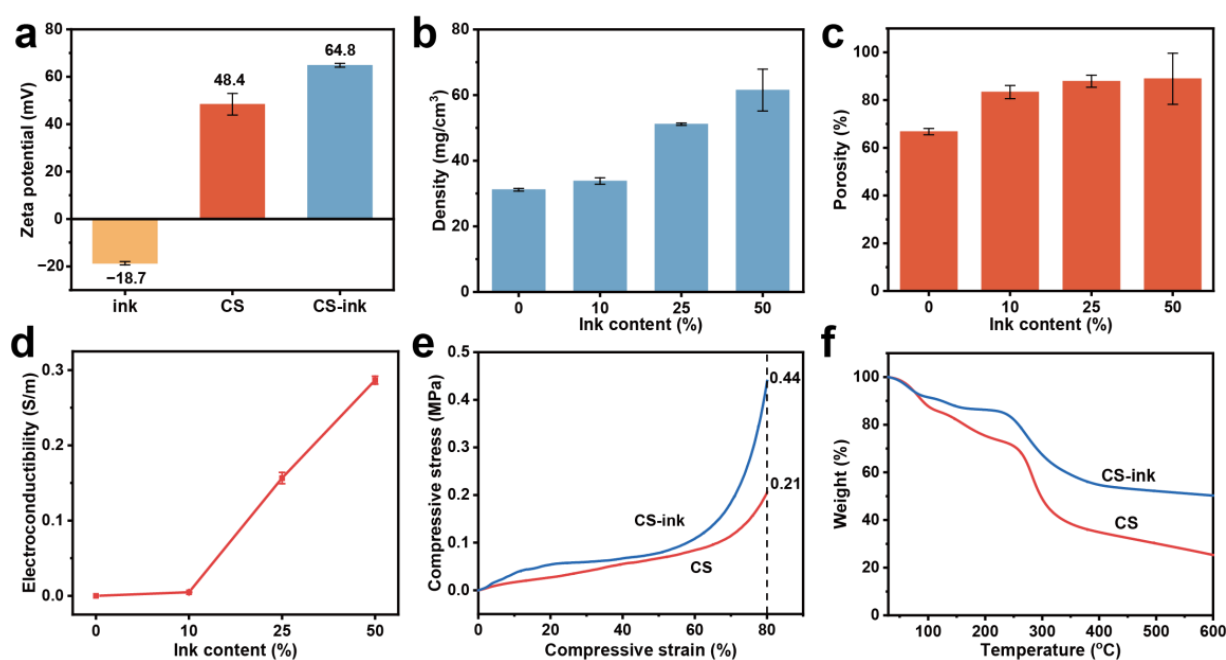 a
Zeta potential (mV)
80
60
40
20
0
−20
−18.7
48.4
64.8
ink
CS
CS-ink
b
Density (mg/cm³)
80
60
40
20
0
0
10
25
50
Ink content (%)
c
Porosity (%)
100
80
60
40
20
0
0
10
25
50
Ink content (%)
d
Electroconductibility (S/m)
0.3
0.2
0.1
0.0
0
10
25
50
Ink content (%)
e
Compressive stress (MPa)
0.5
0.4
0.3
0.2
0.1
0.0
0.44
0.21
CS-ink
CS
0
20
40
60
80
100
Compressive strain (%)
f
Weight (%)
100
80
60
40
20
0
CS-ink
CS
100
200
300
400
500
600
Temperature (°C)